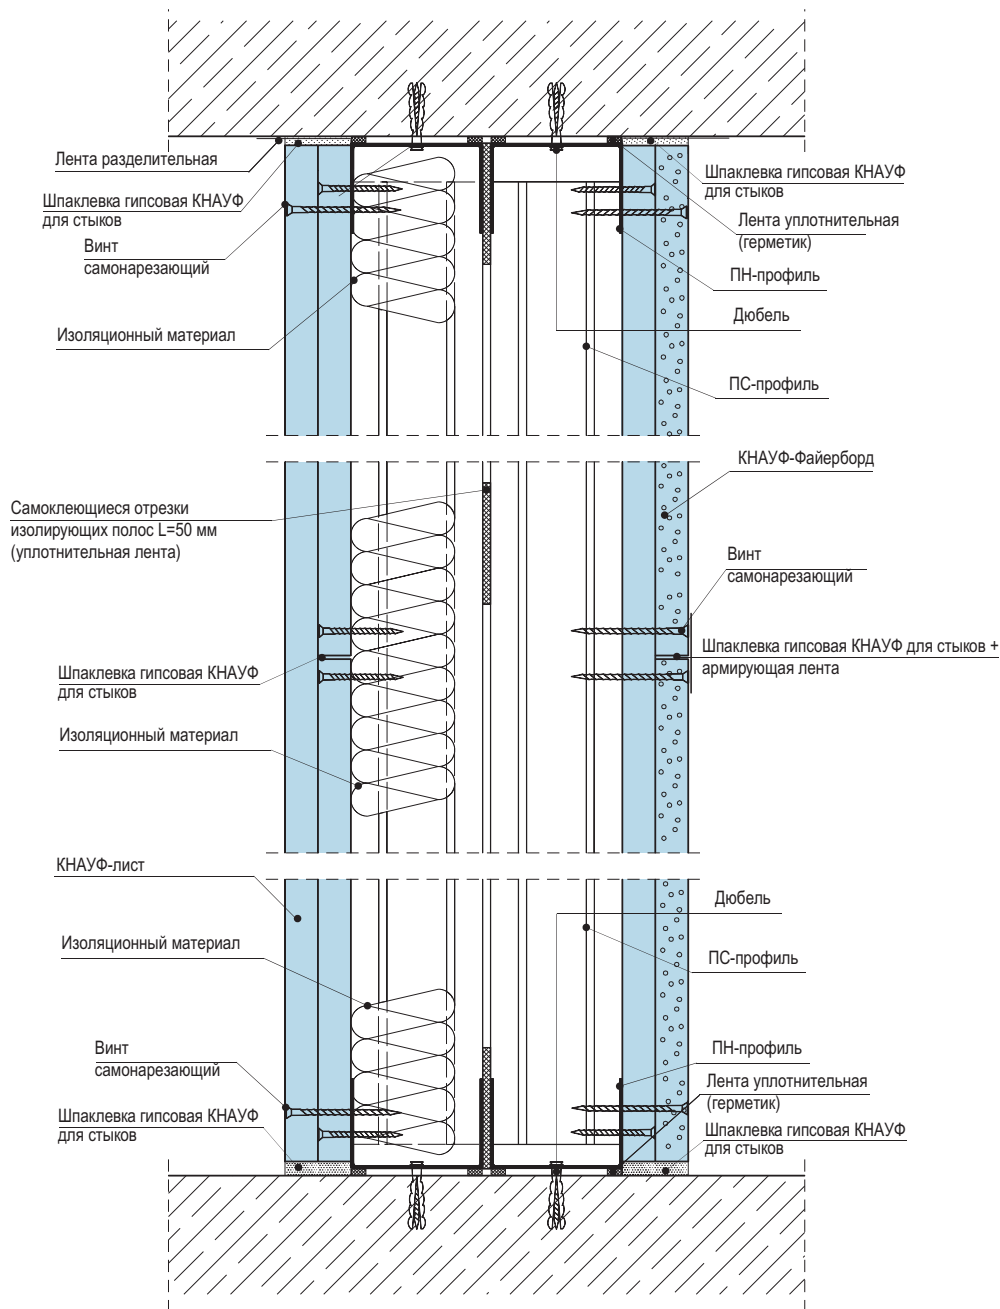 Лента разделительная
Шпаклевка гипсовая КНАУФ
для стыков
Винт
самонарезающий
Изоляционный материал
Самоклеющиеся отрезки
изолирующих полос L=50 мм
(уплотнительная лента)
Шпаклевка гипсовая КНАУФ
для стыков
Изоляционный материал
КНАУФ-лист
Изоляционный материал
Винт
самонарезающий
Шпаклевка гипсовая КНАУФ
для стыков
Шпаклевка гипсовая КНАУФ
для стыков
Лента уплотнительная
(герметик)
ПН-профиль
Дюбель
ПС-профиль
КНАУФ-Файерборд
Винт
самонарезающий
Шпаклевка гипсовая КНАУФ для стыков +
армирующая лента
Дюбель
ПС-профиль
ПН-профиль
Лента уплотнительная
(герметик)
Шпаклевка гипсовая КНАУФ
для стыков